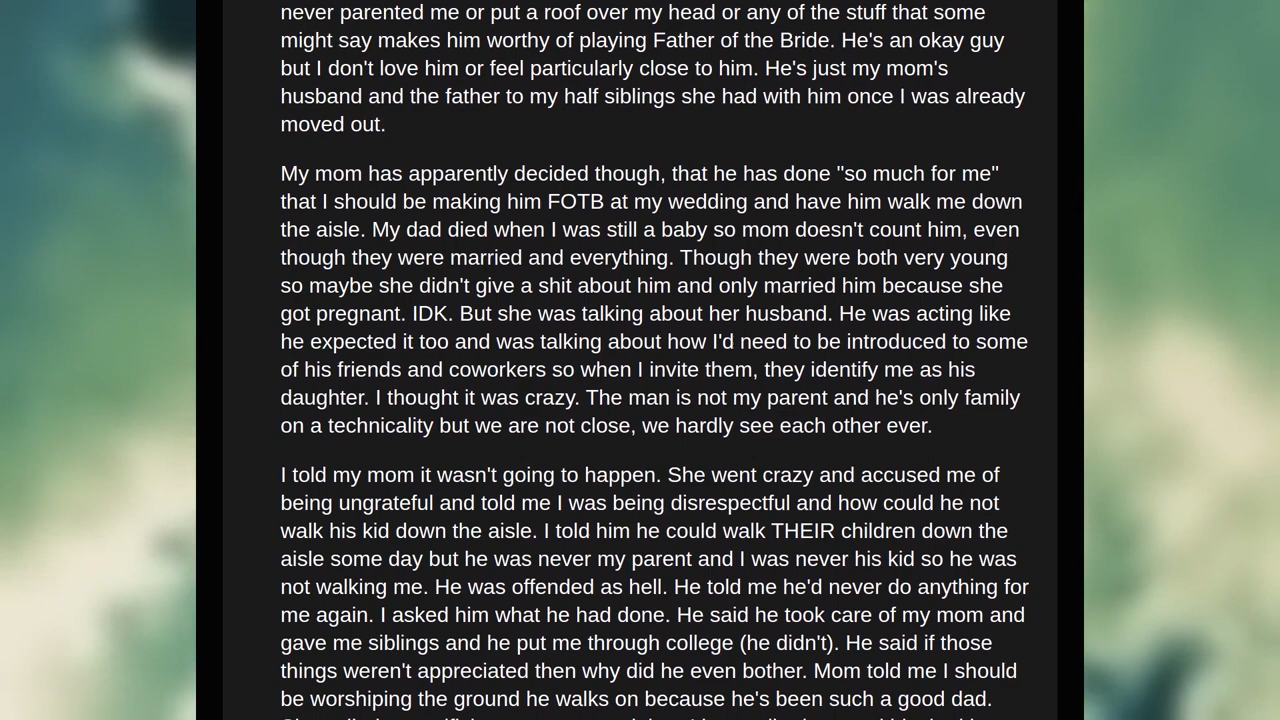 never parented me or put a roof over my head or any of the stuff that some
might say makes him worthy of playing Father of the Bride. He's an okay guy
but I don't love him or feel particularly close to him. He's just my mom's
husband and the father to my half siblings she had with him once I was already
moved out.
My mom has apparently decided though, that he has done "so much for me"
that I should be making him FOTB at my wedding and have him walk me down
the aisle. My dad died when I was still a baby so mom doesn't count him, even
though they were married and everything. Though they were both very young
so maybe she didn't give a shit about him and only married him because she
got pregnant. IDK. But she was talking about her husband. He was acting like
he expected it too and was talking about how I'd need to be introduced to some
of his friends and coworkers so when I invite them, they identify me as his
daughter. I thought it was crazy. The man is not my parent and he's only family
on a technicality but we are not close, we hardly see each other ever.
I told my mom it wasn't going to happen. She went crazy and accused me of
being ungrateful and told me I was being disrespectful and how could he not
walk his kid down the aisle. I told him he could walk THEIR children down the
aisle some day but he was never my parent and I was never his kid so he was
not walking me. He was offended as hell. He told me he'd never do anything for
me again. I asked him what he had done. He said he took care of my mom and
gave me siblings and he put me through college (he didn't). He said if those
things weren't appreciated then why did he even bother. Mom told me I should
be worshiping the ground he walks on because he's been such a good dad.